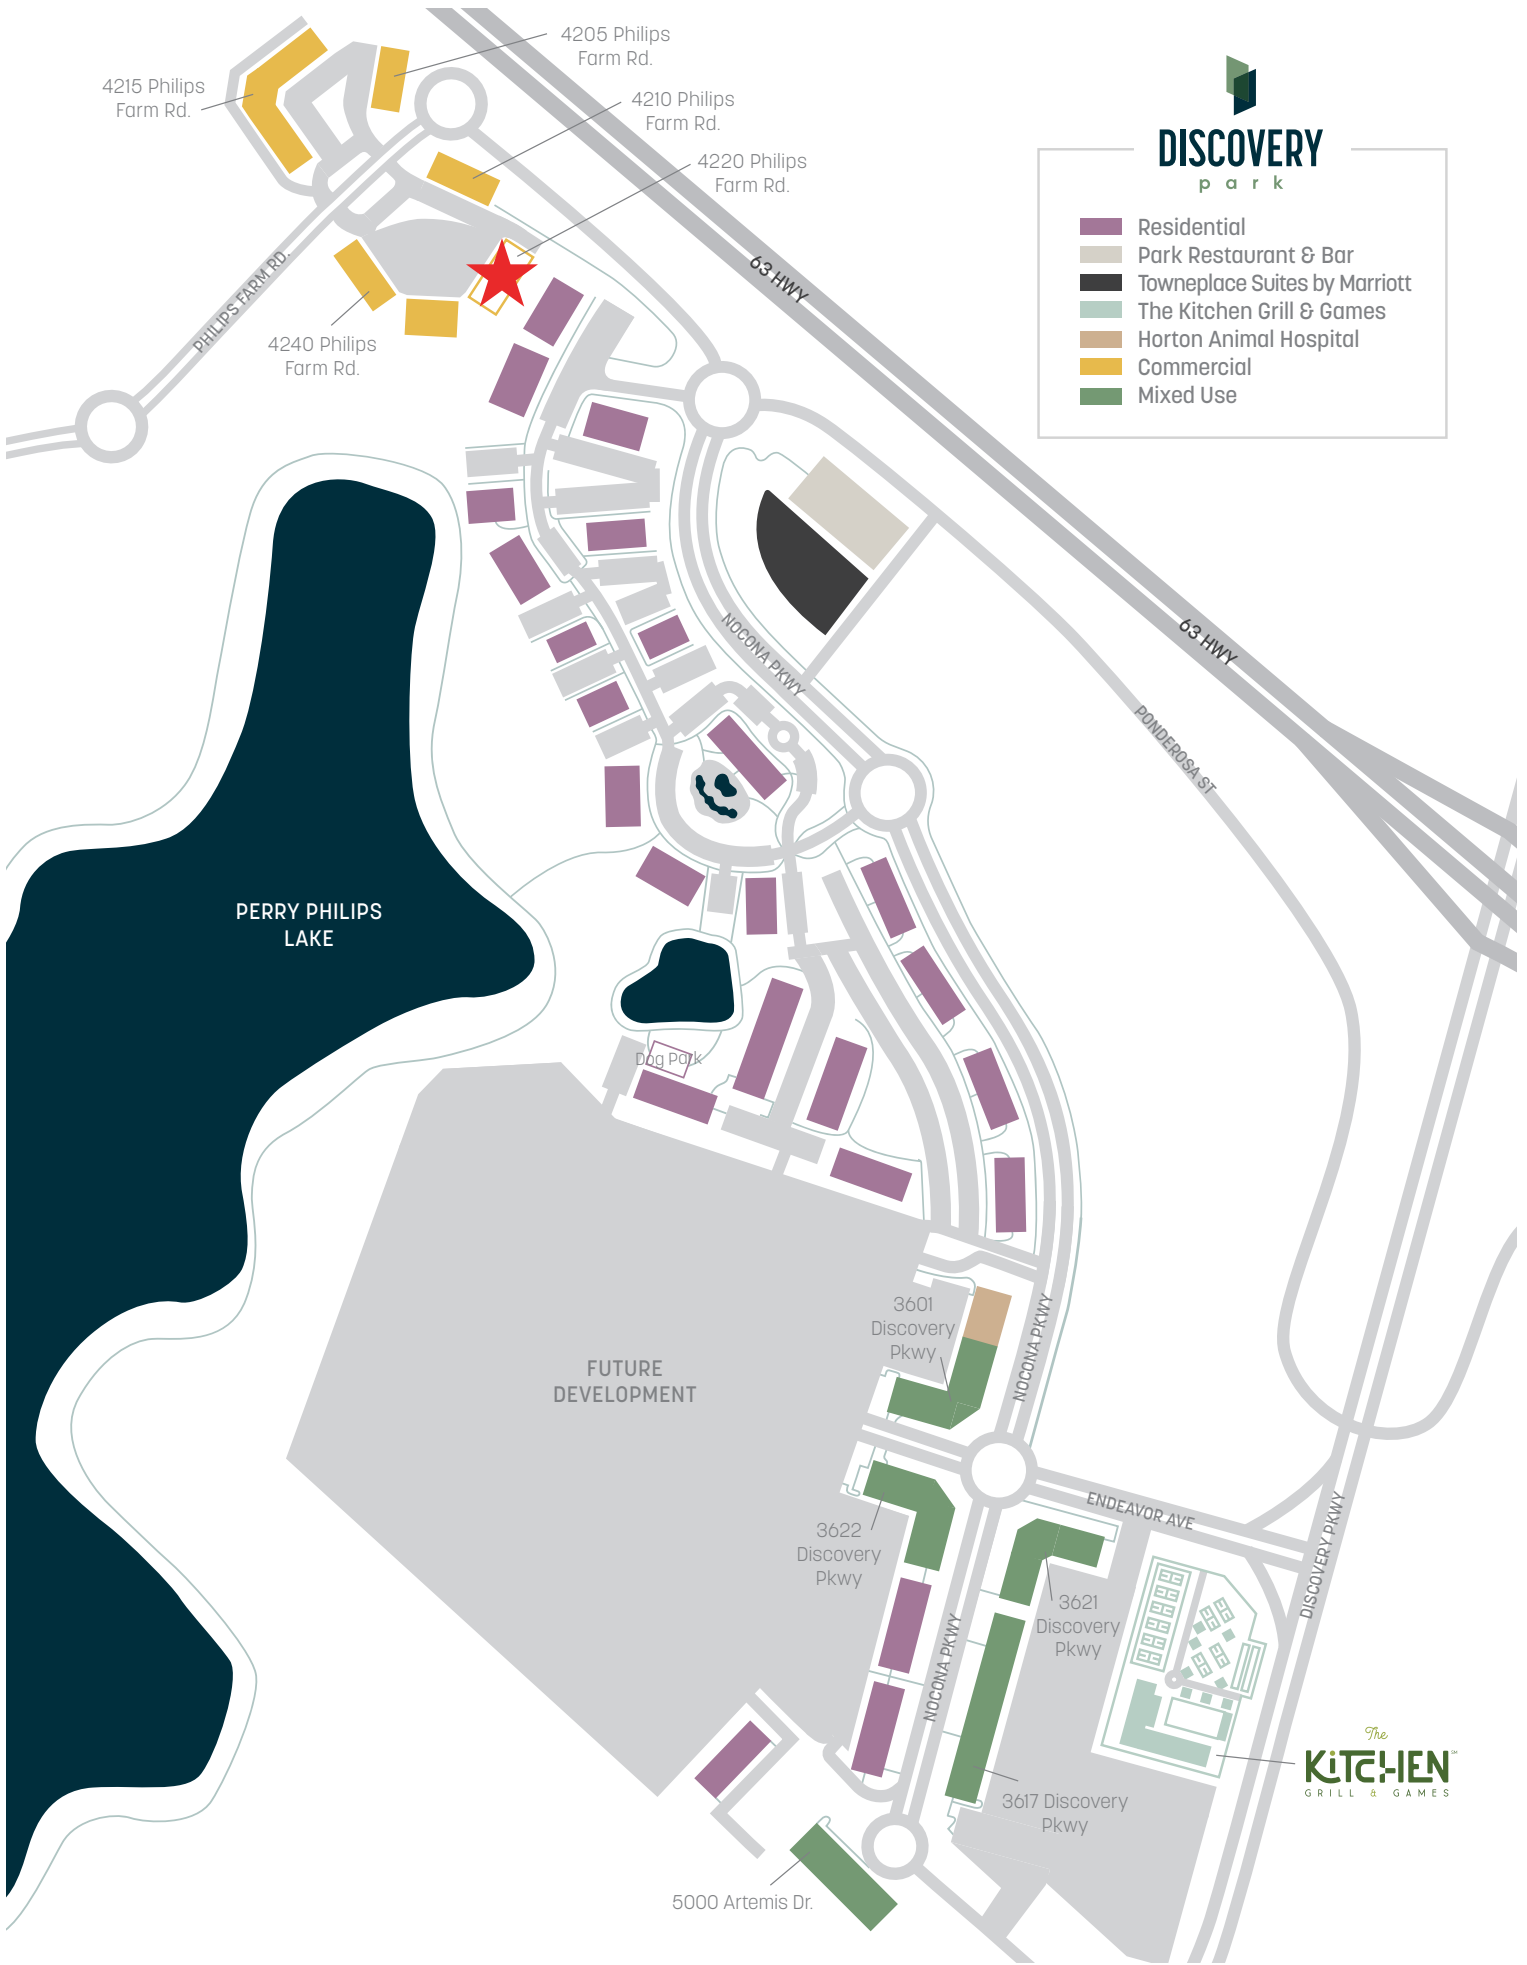 4205 Philips
Farm Rd.
4215 Philips
Farm Rd.
4210 Philips
Farm Rd.
4220 Philips
Farm Rd.
DISCOVERY
park
Residential
Park Restaurant & Bar
Towneplace Suites by Marriott
The Kitchen Grill & Games
Horton Animal Hospital
Commercial
Mixed Use
63 HWY
PHILIPS FARM RD.
4240 Philips
Farm Rd.
NOCONA PKWY
63 HWY
PONDEROSA ST
PERRY PHILIPS
LAKE
Dog Park
3601
Discovery
Pkwy
NOCONA PKWY
FUTURE
DEVELOPMENT
ENDEAVOR AVE
DISCOVERY PKWY
3622
Discovery
Pkwy
3621
Discovery
Pkwy
NOCONA PKWY
The
KiTCHEN
SM
GRILL & GAMES
3617 Discovery
Pkwy
5000 Artemis Dr.